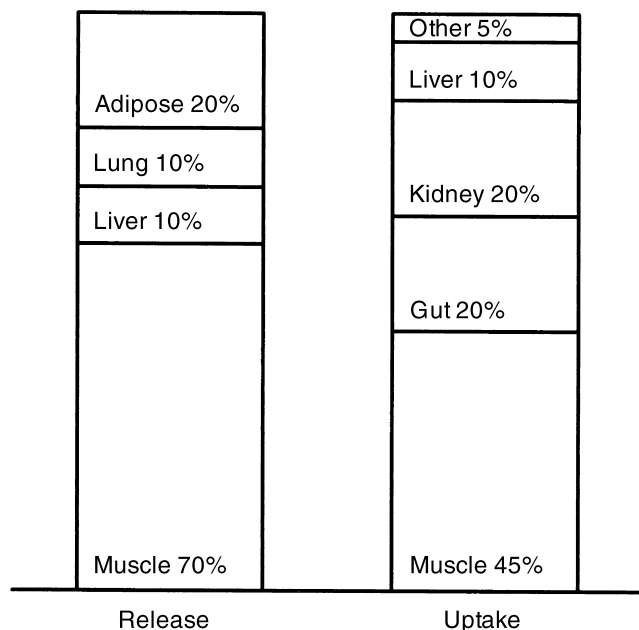 Adipose 20%
Lung 10%
Liver 10%
Muscle 70%
Release
Other 5%
Liver 10%
Kidney 20%
Gut 20%
Muscle 45%
Uptake